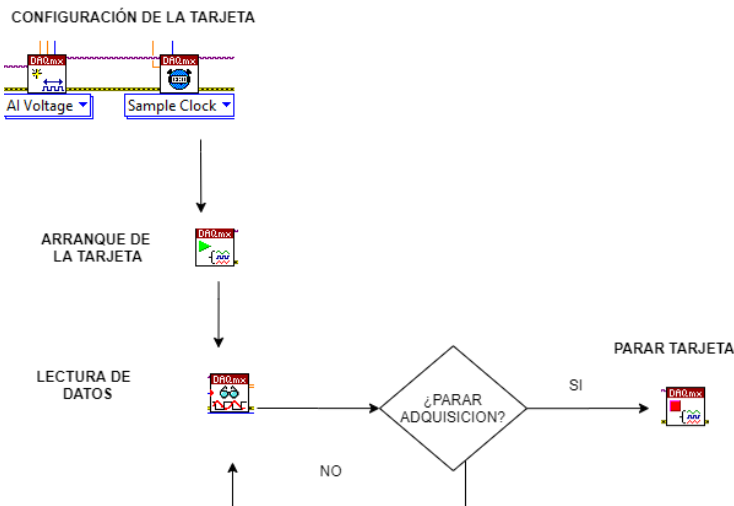 CONFIGURACIÓN DE LA TARJETA
DAQmx
DAQmx
AI Voltage
Sample Clock
ARRANQUE DE
LA TARJETA
DAQmx
LECTURA DE
DATOS
DAQmx
¿PARAR
ADQUISICION?
SI
PARAR TARJETA
DAQmx
NO